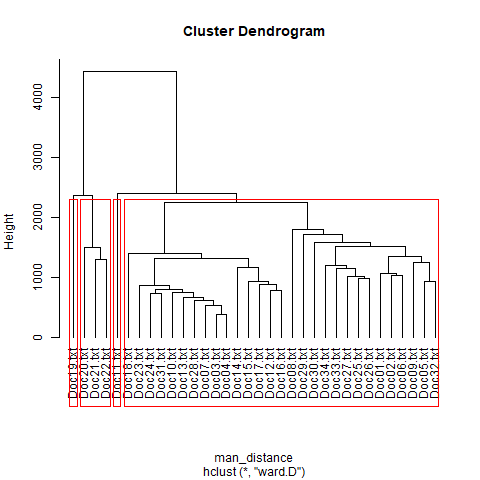 Cluster Dendrogram
Height
0
1000
2000
3000
4000
Doc19.txt
Doc20.txt
Doc21.txt
Doc22.txt
Doc11.txt
Doc18.txt
Doc23.txt
Doc24.txt
Doc31.txt
Doc10.txt
Doc13.txt
Doc28.txt
Doc07.txt
Doc03.txt
Doc04.txt
Doc14.txt
Doc15.txt
Doc17.txt
Doc12.txt
Doc16.txt
Doc08.txt
Doc29.txt
Doc30.txt
Doc34.txt
Doc33.txt
Doc27.txt
Doc25.txt
Doc26.txt
Doc01.txt
Doc02.txt
Doc06.txt
Doc09.txt
Doc05.txt
Doc32.txt
man_distance
hclust (*, "ward.D")